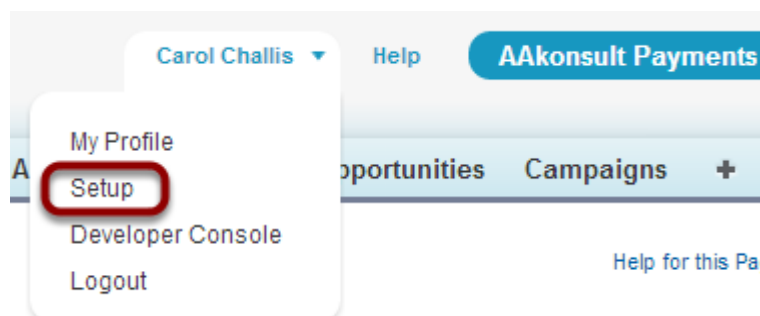 Carol Challis Help AAkonsult Payments
My Profile
A pportunities Campaigns +
Setup
Developer Console
Help for this Pa
Logout